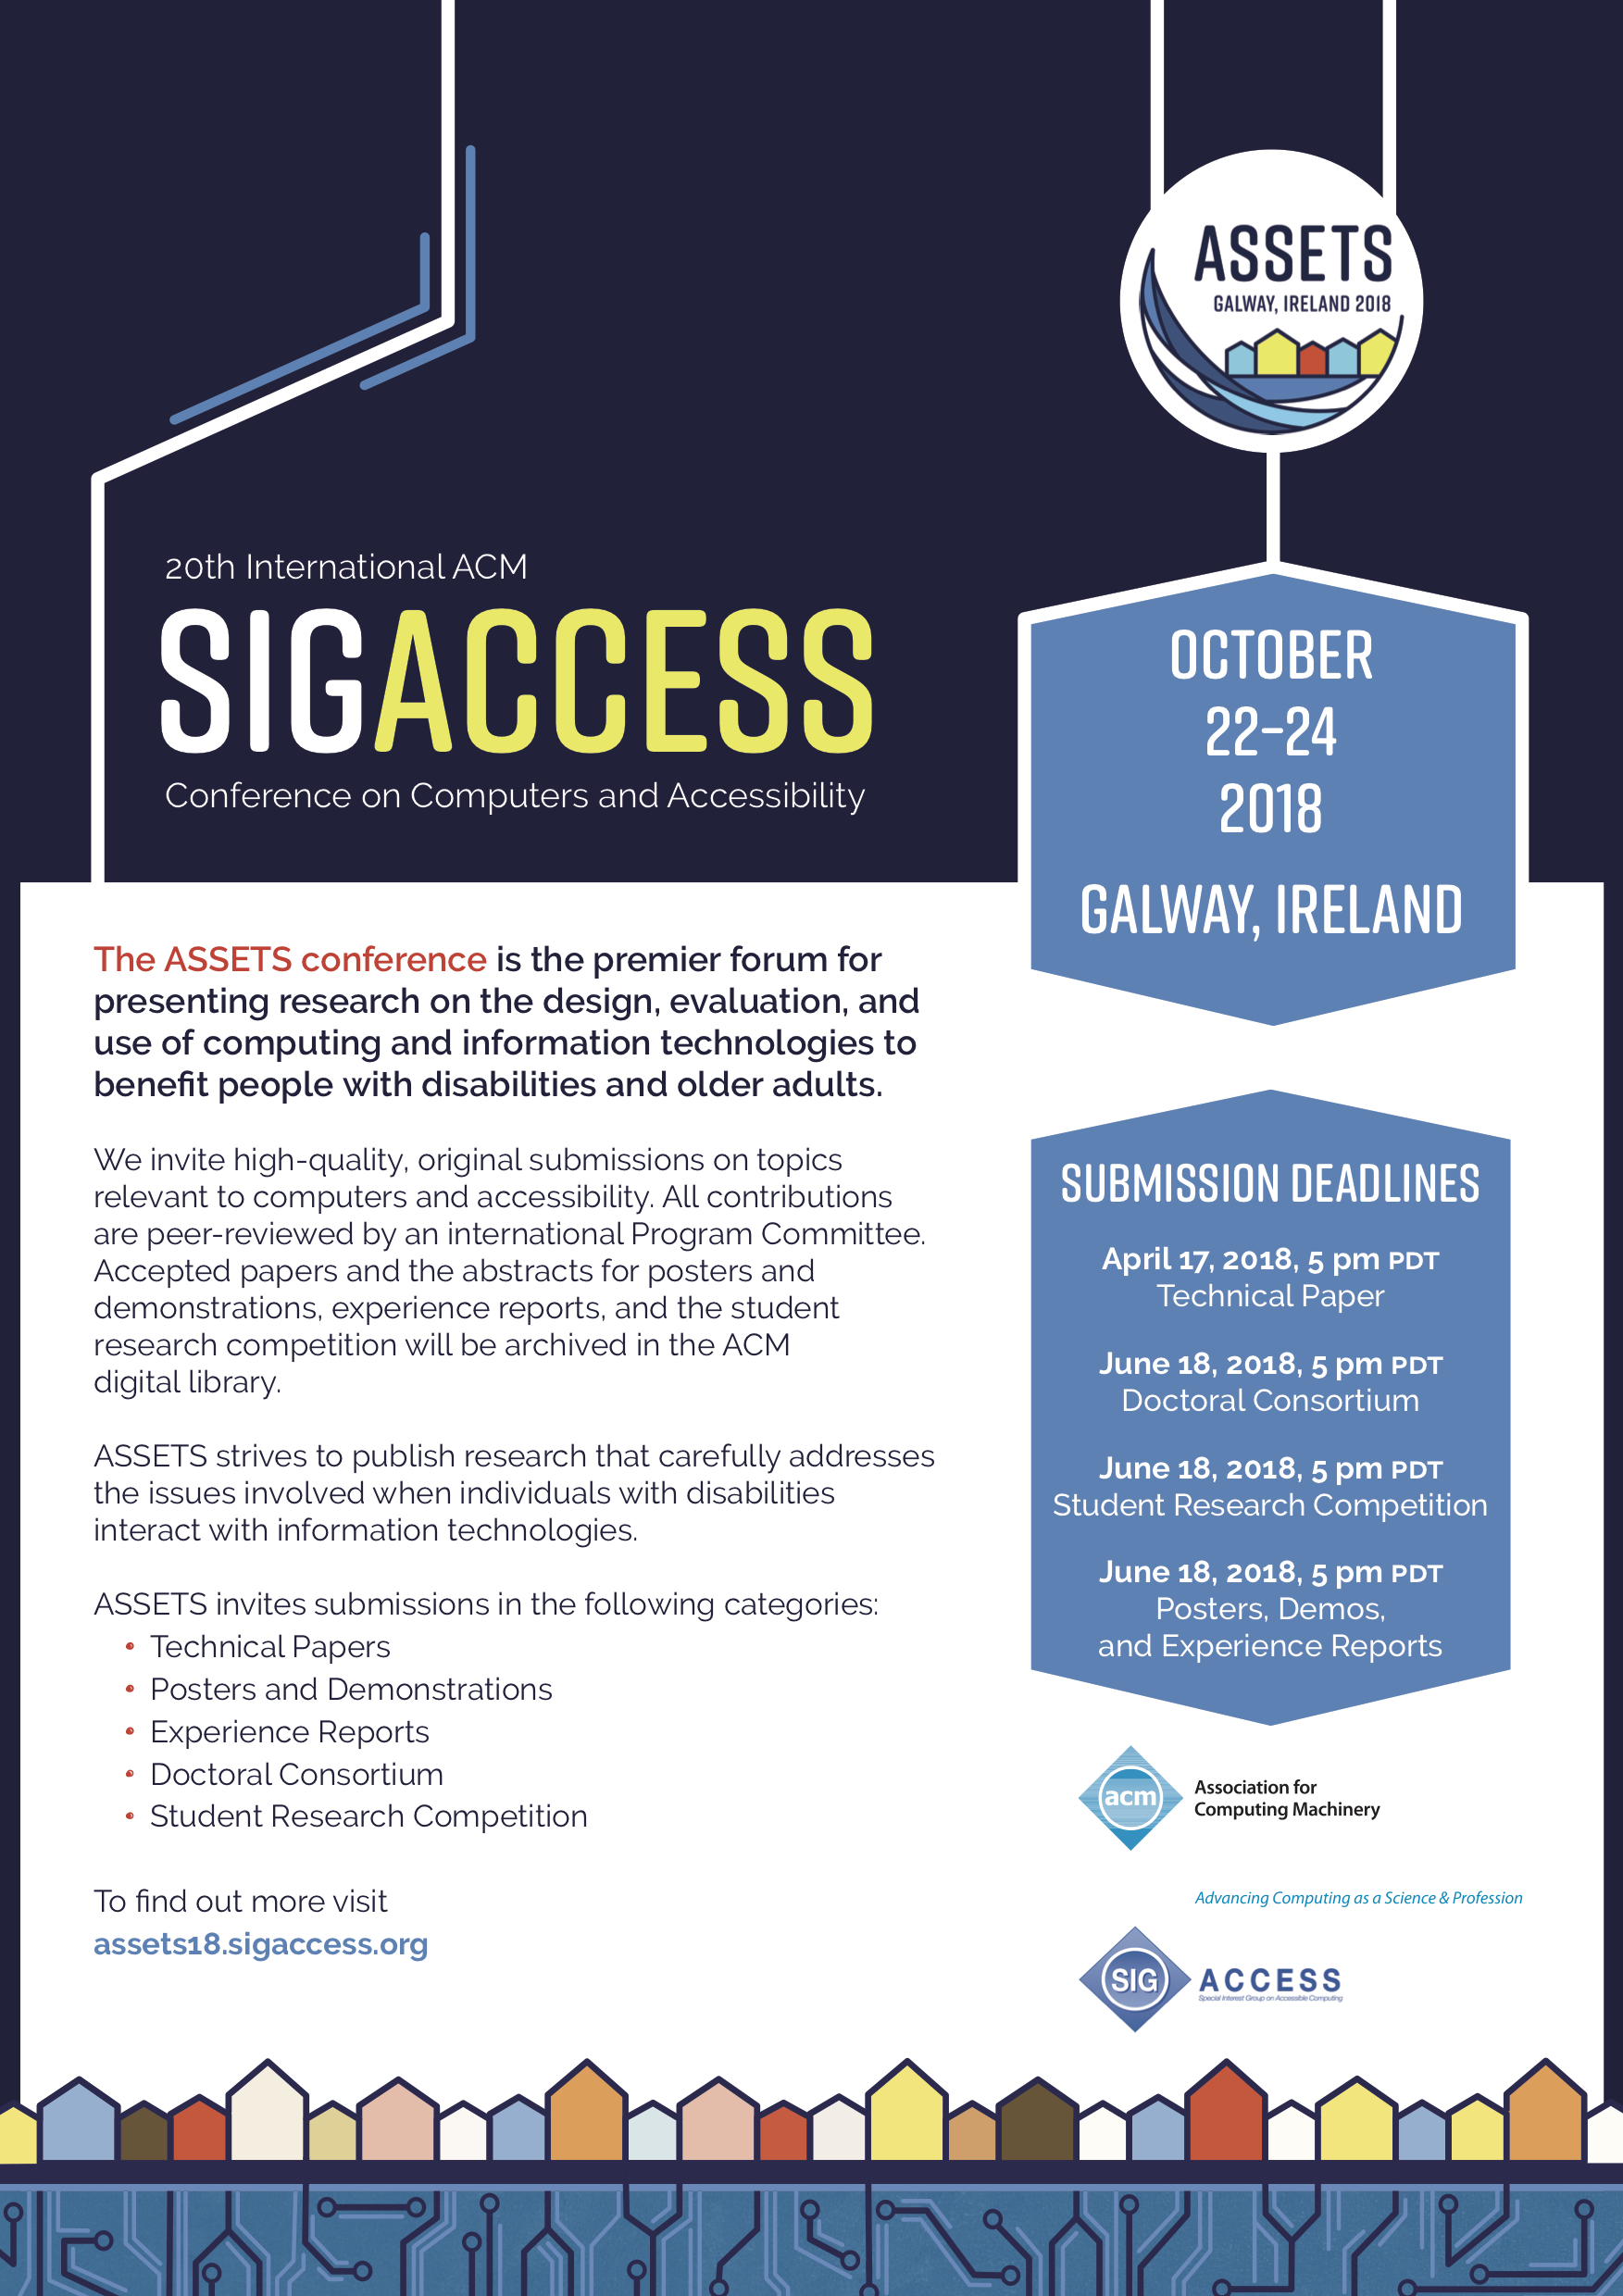 ASSETS
GALWAY, IRELAND 2018
20th International ACM
SIGACCESS
Conference on Computers and Accessibility
OCTOBER
22-24
2018
GALWAY, IRELAND
The ASSETS conference is the premier forum for
presenting research on the design, evaluation, and
use of computing and information technologies to
benefit people with disabilities and older adults.
We invite high-quality, original submissions on topics
relevant to computers and accessibility. All contributions
are peer-reviewed by an international Program Committee.
Accepted papers and the abstracts for posters and
demonstrations, experience reports, and the student
research competition will be archived in the ACM
digital library.
ASSETS strives to publish research that carefully addresses
the issues involved when individuals with disabilities
interact with information technologies.
ASSETS invites submissions in the following categories:
• Technical Papers
• Posters and Demonstrations
• Experience Reports
• Doctoral Consortium
• Student Research Competition
To find out more visit
assets18.sigaccess.org
SUBMISSION DEADLINES
April 17, 2018, 5 pm PDT
Technical Paper
June 18, 2018, 5 pm PDT
Doctoral Consortium
June 18, 2018, 5 pm PDT
Student Research Competition
June 18, 2018, 5 pm PDT
Posters, Demos,
and Experience Reports
acm
Association for
Computing Machinery
Advancing Computing as a Science & Profession
SIG
ACCESS
Special Interest Group on Accessible Computing